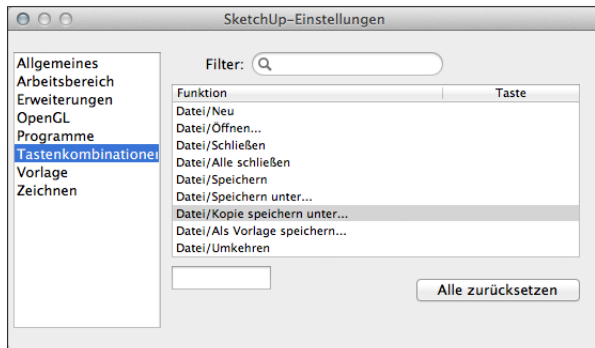 SketchUp-Einstellungen
Allgemeines
Arbeitsbereich
Erweiterungen
OpenGL
Programme
Tastenkombinationen
Vorlage
Zeichnen
Filter:
Funktion Taste
Datei/Neu
Datei/Öffnen...
Datei/Schließen
Datei/Alle schließen
Datei/Speichern
Datei/Speichern unter...
Datei/Kopie speichern unter...
Datei/Als Vorlage speichern...
Datei/Umkehren
Alle zurücksetzen